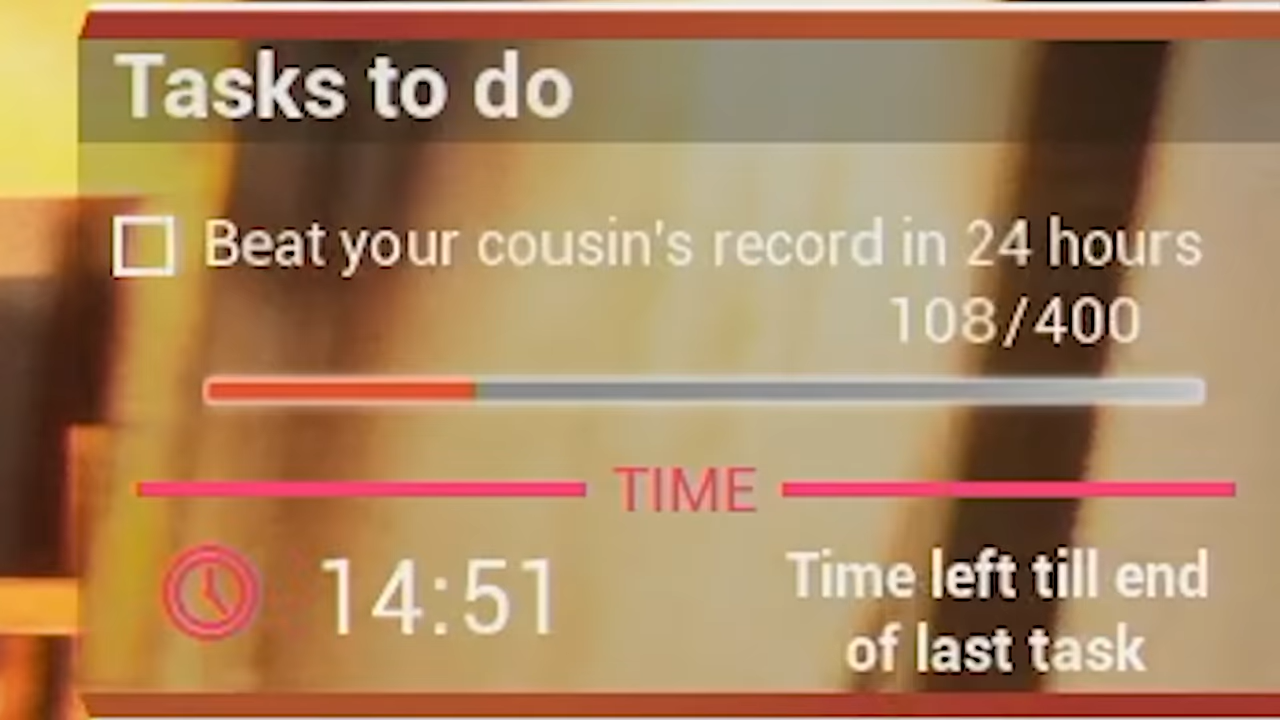 Tasks to do
Beat your cousin's record in 24 hours
108/400
TIME
14:51
Time left till end
of last task